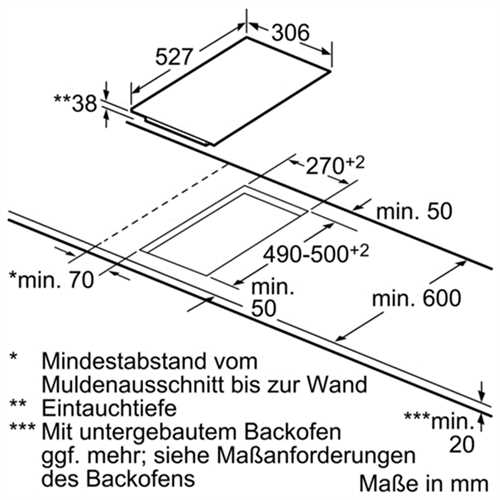 306
527
**38
270+2
min. 50
490-500+2
*min. 70
min.
50
min. 600
* Mindestabstand vom
Muldenausschnitt bis zur Wand
** Eintauchtiefe
*** Mit untergebautem Backofen
ggf. mehr; siehe Maßanforderungen
des Backofens
***min.
20
Maße in mm